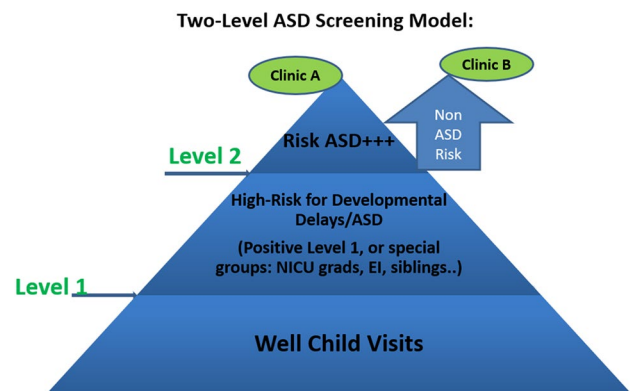 Two-Level ASD Screening Model:
Clinic A
Clinic B
Non
ASD
Risk
Risk ASD+++
Level 2
High-Risk for Developmental
Delays/ASD
(Positive Level 1, or special
groups: NICU grads, EI, siblings..)
Level 1
Well Child Visits